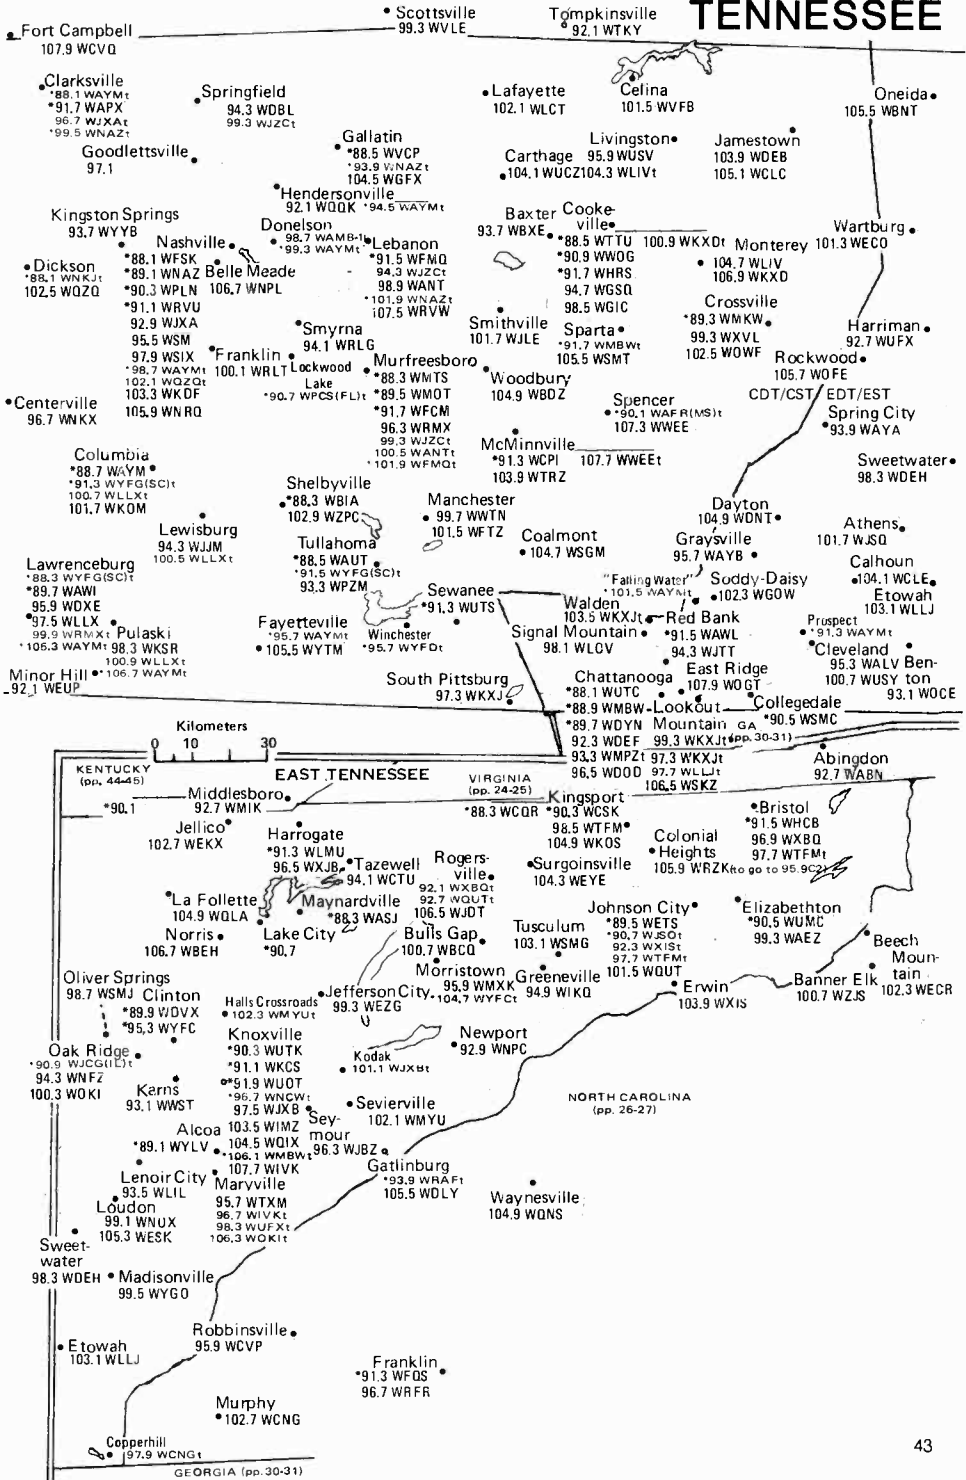 TENNESSEE
Scottsville
99.3 WVLE
Tompkinsville
92.1 WTKY
Fort Campbell
107.9 WCVQ
Clarksville
*88.1 WAYMt
*91.7 WAPX
96.7 WJXAt
*99.5 WNAZt
Springfield
94.3 WDBL
99.3 WJZCt
Lafayette
102.1 WLCT
Celina
101.5 WVFB
Oneida
105.5 WBNT
Goodlettsville
97.1
Gallatin
*88.5 WVCP
*93.9 WNAZt
104.5 WGFX
Carthage
104.1 WUCZ
Livingston
95.9 WUSV
104.3 WLIVt
Jamestown
103.9 WDEB
105.1 WCLC
Hendersonville
92.1 WQQK *94.5 WAYMt
Kingston Springs
93.7 WYYB
Nashville
*88.1 WFSK
*89.1 WNAZ
*90.3 WPLN
*91.1 WRVU
92.9 WJXA
95.5 WSM
97.9 WSIX
*98.7 WAYMt
102.1 WQZQt
103.3 WKDF
105.9 WNRQ
Donelson
98.7 WAMB-1t
*99.3 WAYMt
Belle Meade
106.7 WNPL
Lebanon
*91.5 WFMQ
94.3 WJZCt
98.9 WANT
*101.9 WNAZt
107.5 WRVW
Dickson
*88.1 WNKJt
102.5 WQZQ
Baxter
93.7 WBXE
Cooke-
ville
*88.5 WTTU 100.9 WKXDt
*90.9 WWOG
*91.7 WHRS
94.7 WGSQ
98.5 WGIC
Monterey
104.7 WLIV
106.9 WKXD
Wartburg
101.3 WECO
Crossville
*89.3 WMKW
99.3 WXVL
102.5 WOWF
Smyrna
94.1 WRLG
Smithville
101.7 WJLE
Sparta
*91.7 WMBWt
105.5 WSMT
Harriman
92.7 WUFX
Franklin
100.1 WRLT
Lockwood
Lake
*90.7 WPCS(FL)t
Murfreesboro
*88.3 WMTS
*89.5 WMOT
*91.7 WFCM
96.3 WRMX
99.3 WJZCt
100.5 WANTt
*101.9 WFMQt
Woodbury
104.9 WBDZ
Rockwood
105.7 WOFE
CDT/CST
EDT/EST
Centerville
96.7 WNKX
Spencer
*90.1 WAFR(MS)t
107.3 WWEE
Spring City
*93.9 WAYA
McMinnville
*91.3 WCPI 107.7 WWEEt
103.9 WTRZ
Columbia
*88.7 WAYM
*91.3 WYFG(SC)t
100.7 WLLXt
101.7 WKOM
Sweetwater
98.3 WDEH
Shelbyville
*88.3 WBIA
102.9 WZPC
Manchester
99.7 WWTN
101.5 WFTZ
Dayton
104.9 WDNT
Lewisburg
94.3 WJJM
100.5 WLLXt
Tullahoma
*88.5 WAUT
*91.5 WYFG(SC)t
93.3 WPZM
Coalmont
104.7 WSGM
Graysville
95.7 WAYB
Athens
101.7 WJSQ
Lawrenceburg
*88.3 WYFG(SC)t
*89.7 WAWI
95.9 WDXE
*97.5 WLLX
99.9 WRMXt
*105.3 WAYMt
Calhoun
104.1 WCLE
Etowah
103.1 WLLJ
"Falling Water"
*101.5 WAYMt
Soddy-Daisy
102.3 WGOW
Sewanee
*91.3 WUTS
Walden
103.5 WKXJt
Red Bank
*91.5 WAWL
94.3 WJTT
Prospect
*91.3 WAYMt
Pulaski
98.3 WKSR
100.9 WLLXt
*106.7 WAYMt
Fayetteville
*95.7 WAYMt
105.5 WYTM
Winchester
*95.7 WYFDt
Signal Mountain
98.1 WLOV
Cleveland
95.3 WALV
100.7 WUSY
Ben-
ton
93.1 WOCE
Minor Hill
92.1 WEUP
South Pittsburg
97.3 WKXJ
Chattanooga
*88.1 WUTC
*88.9 WMBW
*89.7 WDYN
92.3 WDEF
93.3 WMPZt
96.5 WDOD
East Ridge
107.9 WOGT
Lookout
Mountain GA
99.3 WKXJt (pp. 30-31)
97.3 WKXJt
97.7 WLLJt
106.5 WSKZ
Collegedale
*90.5 WSMC
Kilometers
0 10 30
KENTUCKY
(pp. 44-45)
EAST TENNESSEE
VIRGINIA
(pp. 24-25)
Abingdon
92.7 WABN
*90.1
Middlesboro
92.7 WMIK
*88.3 WCQR
Kingsport
*90.3 WCSK
98.5 WTFM
104.9 WKOS
Bristol
*91.5 WHCB
96.9 WXBQ
97.7 WTFMt
Jellico
102.7 WEKX
Harrogate
*91.3 WLMU
96.5 WXJB
Tazewell
94.1 WCTU
Rogers-
ville
92.1 WXBQt
92.7 WQUTt
106.5 WJDT
Surgoinsville
104.3 WEYE
Colonial
Heights
105.9 WRZK(to go to 95.9C2)
La Follette
104.9 WQLA
Maynardville
*88.3 WASJ
Johnson City
*89.5 WETS
*90.7 WJSOt
92.3 WXISt
97.7 WTFMt
101.5 WQUT
Elizabethton
*90.5 WUMC
99.3 WAEZ
Norris
106.7 WBEH
Lake City
*90.7
Bulls Gap
100.7 WBCQ
Tusculum
103.1 WSMG
Beech
Moun-
tain
102.3 WECR
Oliver Springs
98.7 WSMJ
Clinton
*89.9 WDVX
*95.3 WYFC
Halls Crossroads
*102.3 WMYUt
Jefferson City
99.3 WEZG
Morristown
95.9 WMXK
104.7 WYFCt
Greeneville
94.9 WIKQ
Erwin
103.9 WXIS
Banner Elk
100.7 WZJS
Knoxville
*90.3 WUTK
*91.1 WKCS
*91.9 WUOT
*96.7 WNCWt
97.5 WJXB
103.5 WIMZ
104.5 WQIX
*106.1 WMBWt
107.7 WIVK
Newport
92.9 WNPC
Oak Ridge
*90.9 WJCG(IL)t
94.3 WNFZ
100.3 WOKI
Kodak
101.1 WJXBt
Karns
93.1 WWST
NORTH CAROLINA
(pp. 26-27)
Sevierville
102.1 WMYU
Sey-
mour
96.3 WJBZ
Alcoa
*89.1 WYLV
Gatlinburg
*93.9 WRAFt
105.5 WDLY
Lenoir City
93.5 WLIL
Maryville
95.7 WTXM
96.7 WIVKt
98.3 WUFXt
106.3 WOKIt
Waynesville
104.9 WQNS
Loudon
99.1 WNOX
105.3 WESK
Sweet-
water
98.3 WDEH
Madisonville
99.5 WYGO
Robbinsville
95.9 WCVP
Etowah
103.1 WLLJ
Franklin
*91.3 WFQS
96.7 WRFR
Murphy
102.7 WCNG
Copperhill
97.9 WCNGt
43
GEORGIA (pp. 30-31)